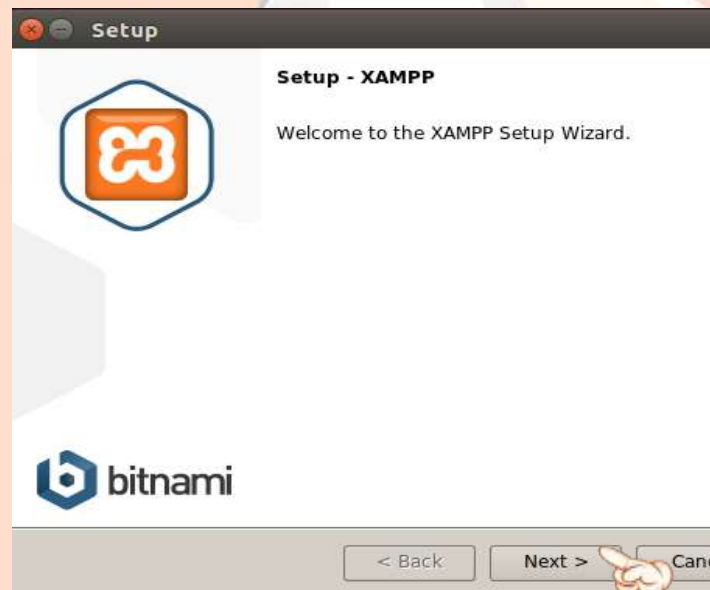 Setup
Setup - XAMPP
Welcome to the XAMPP Setup Wizard.
bitnami
< Back
Next >